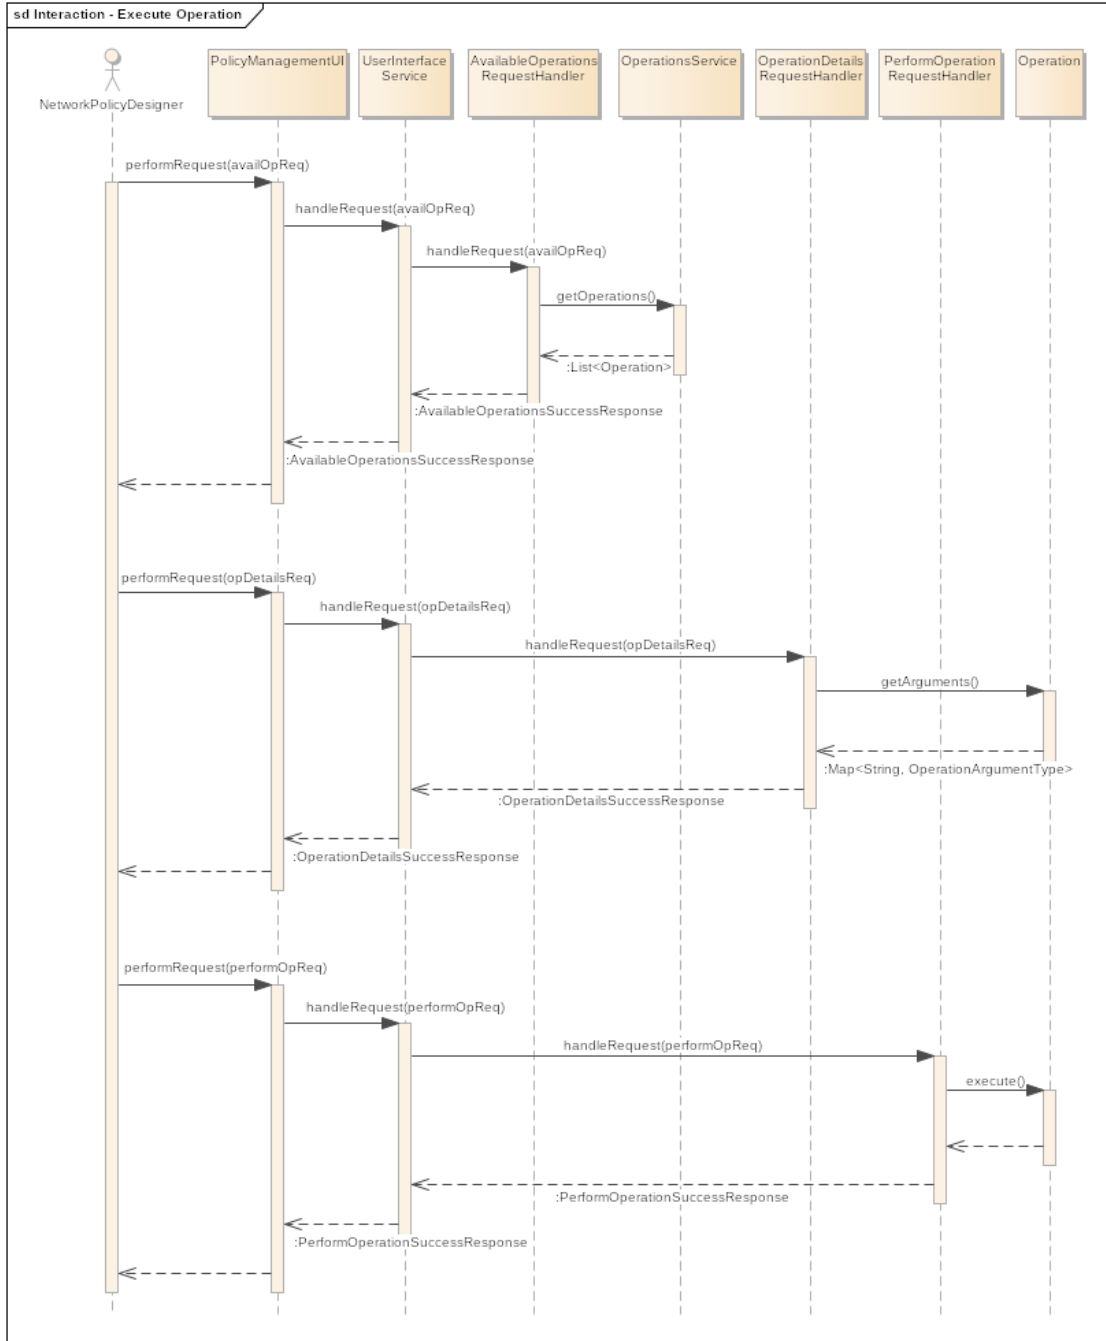 sd Interaction - Execute Operation
NetworkPolicyDesigner
PolicyManagementUI
UserInterface
Service
AvailableOperations
RequestHandler
OperationsService
OperationDetails
RequestHandler
PerformOperation
RequestHandler
Operation
performRequest(availOpReq)
handleRequest(availOpReq)
handleRequest(availOpReq)
getOperations()
:List<Operation>
:AvailableOperationsSuccessResponse
:AvailableOperationsSuccessResponse
performRequest(opDetailsReq)
handleRequest(opDetailsReq)
handleRequest(opDetailsReq)
getArguments()
:Map<String, OperationArgumentType>
:OperationDetailsSuccessResponse
:OperationDetailsSuccessResponse
performRequest(performOpReq)
handleRequest(performOpReq)
handleRequest(performOpReq)
execute()
:PerformOperationSuccessResponse
:PerformOperationSuccessResponse